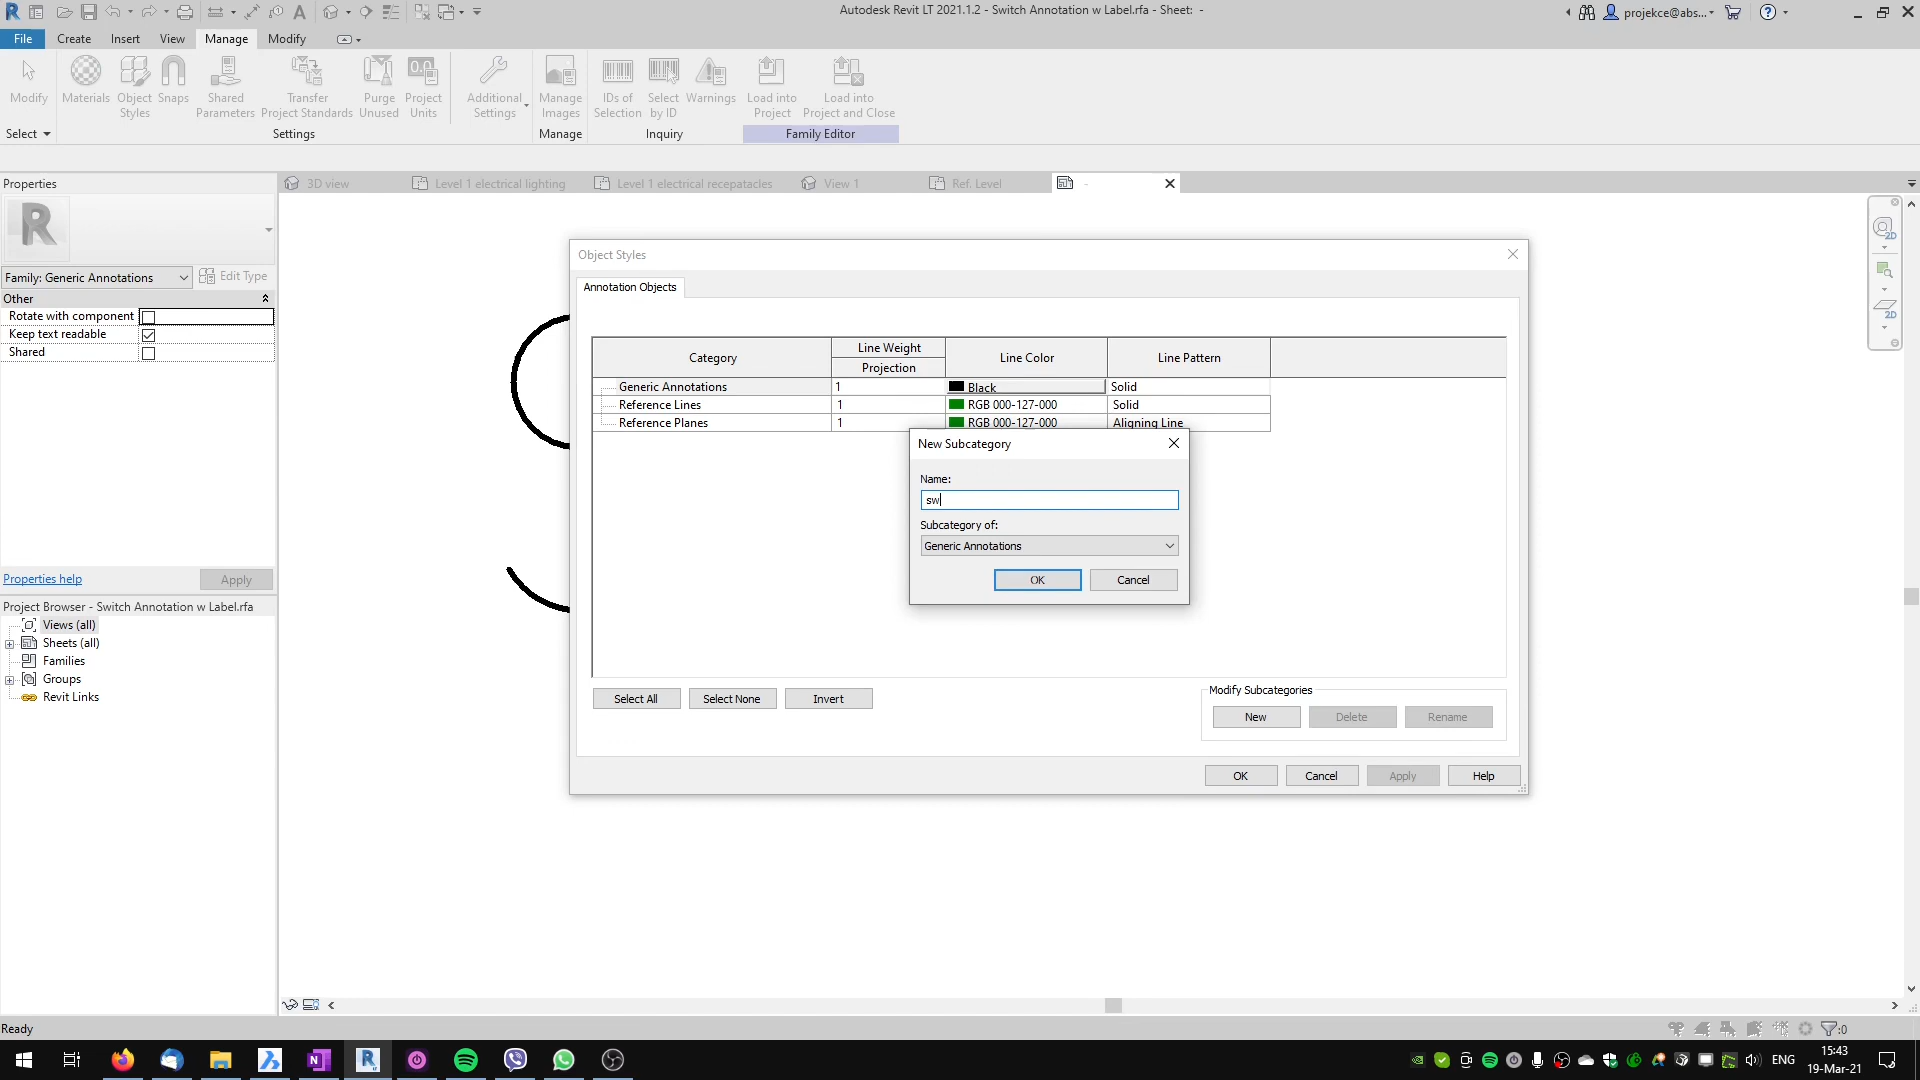 Autodesk Revit LT 2021.1.2 - Switch Annotation w Label.rfa - Sheet: -
projekce@abs...
File Create Insert View Manage Modify
Modify
Materials
Object Styles
Snaps
Shared Parameters
Transfer Project Standards
Purge Unused
Project Units
Additional Settings
Manage Images
IDs of Selection
Select by ID
Warnings
Load into Project
Load into Project and Close
Select Settings Manage Inquiry Family Editor
Properties
3D view Level 1 electrical lighting Level 1 electrical recepatacles View 1 Ref. Level -
Family: Generic Annotations Edit Type
Other
Rotate with component
Keep text readable
Shared
Properties help Apply
Project Browser - Switch Annotation w Label.rfa
Views (all)
Sheets (all)
Families
Groups
Revit Links
Object Styles
Annotation Objects
Category Line Weight Line Color Line Pattern
Projection
Generic Annotations 1 Black Solid
Reference Lines 1 RGB 000-127-000 Solid
Reference Planes 1 RGB 000-127-000 Aligning Line
New Subcategory
Name:
sw
Subcategory of:
Generic Annotations
OK Cancel
Select All Select None Invert
Modify Subcategories
New Delete Rename
OK Cancel Apply Help
2D
2D
Ready
:0
ENG
15:43
19-Mar-21